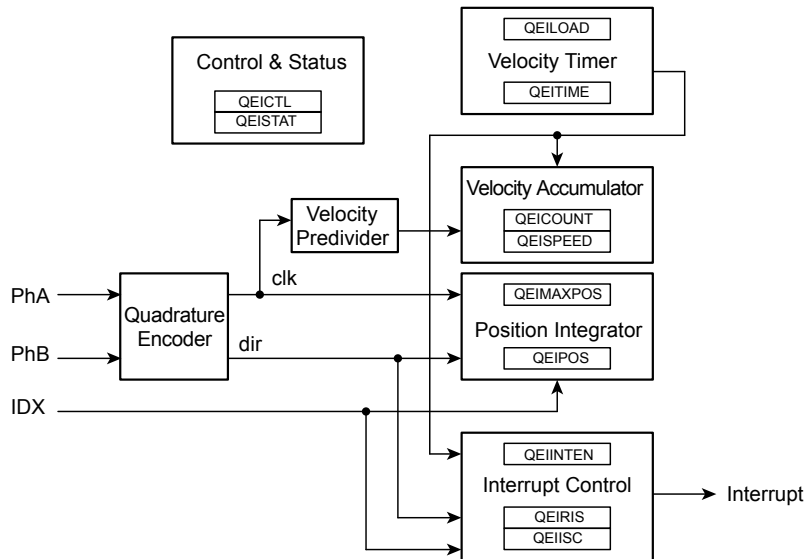 QEILOAD
Velocity Timer
QEITIME
Control & Status
QEICTL
QEISTAT
Velocity Accumulator
QEICOUNT
QEISPEED
Velocity
Predivider
clk
QEIMAXPOS
Position Integrator
QEIPOS
PhA
Quadrature
Encoder
PhB
dir
IDX
QEIINTEN
Interrupt Control
QEIRIS
QEIISC
Interrupt